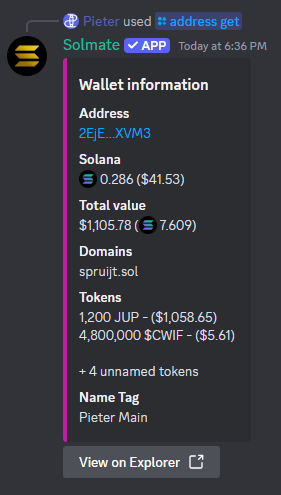 Pieter used address get
Solmate ✓ APP Today at 6:36 PM
Wallet information
Address
2EjE...XVM3
Solana
0.286 ($41.53)
Total value
$1,105.78 ( 7.609)
Domains
spruijt.sol
Tokens
1,200 JUP - ($1,058.65)
4,800,000 $CWIF - ($5.61)
+ 4 unnamed tokens
Name Tag
Pieter Main
View on Explorer